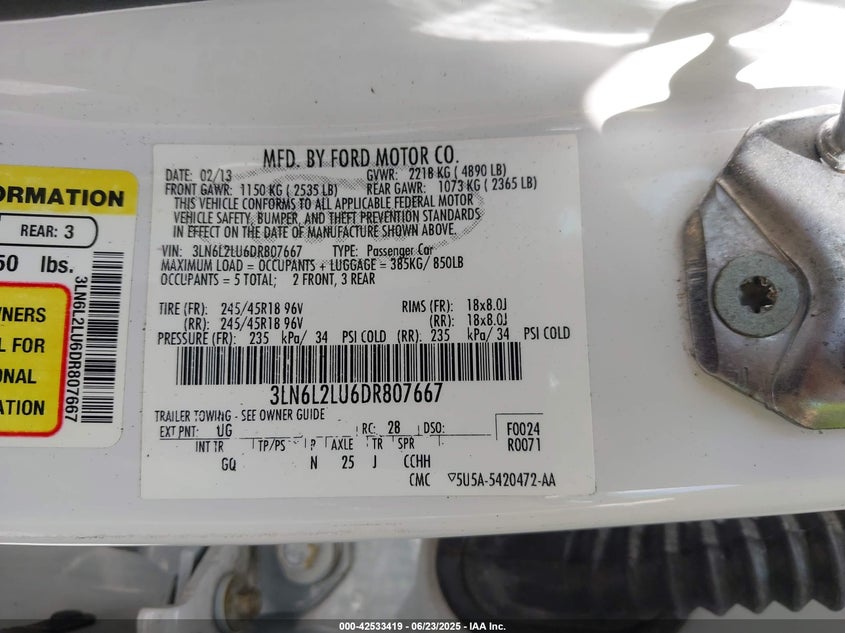 MFD. BY FORD MOTOR CO.
DATE: 02/13 GVWR: 2218 KG ( 4890 LB)
FRONT GAWR: 1150 KG ( 2535 LB) REAR GAWR: 1073 KG ( 2365 LB)
THIS VEHICLE CONFORMS TO ALL APPLICABLE FEDERAL MOTOR
VEHICLE SAFETY, BUMPER, AND THEFT PREVENTION STANDARDS
IN EFFECT ON THE DATE OF MANUFACTURE SHOWN ABOVE.
VIN: 3LN6L2LU6DR807667 TYPE: Passenger Car
MAXIMUM LOAD = OCCUPANTS + LUGGAGE = 385KG/ 850LB
OCCUPANTS = 5 TOTAL; 2 FRONT, 3 REAR
TIRE (FR): 245/45R18 96V RIMS (FR): 18x8.0J
(RR): 245/45R18 96V (RR): 18x8.0J
PRESSURE (FR): 235 kPa/ 34 PSI COLD (RR): 235 kPa/ 34 PSI COLD
3LN6L2LU6DR807667
TRAILER TOWING - SEE OWNER GUIDE
EXT PNT: UG RC: 28 DSO: F0024
INT TR TP/PS P AXLE TR SPR R0071
GQ N 25 J CCHH
CMC ▽5U5A-5420472-AA
ORMATION
REAR: 3
50 lbs.
WNERS
L FOR
ONAL
ATION
3LN6L2LU6DR807667
000-42533419 - 06/23/2025 - IAA Inc.